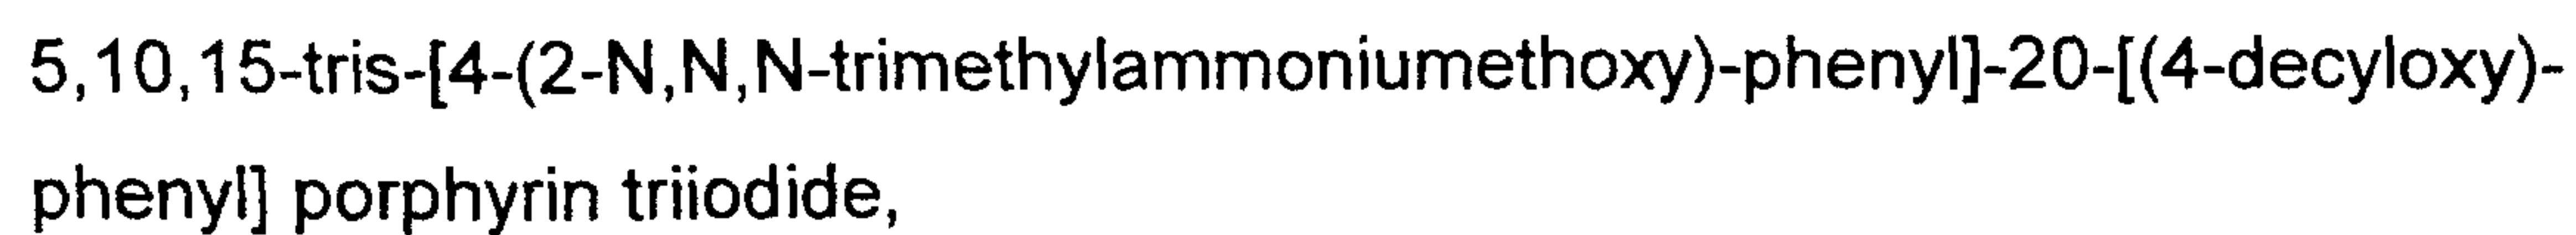 5,10,15-tris-[4-(2-N,N,N-trimethylammoniumethoxy)-phenyl]-20-[(4-decyloxy)-
phenyl] porphyrin triiodide,